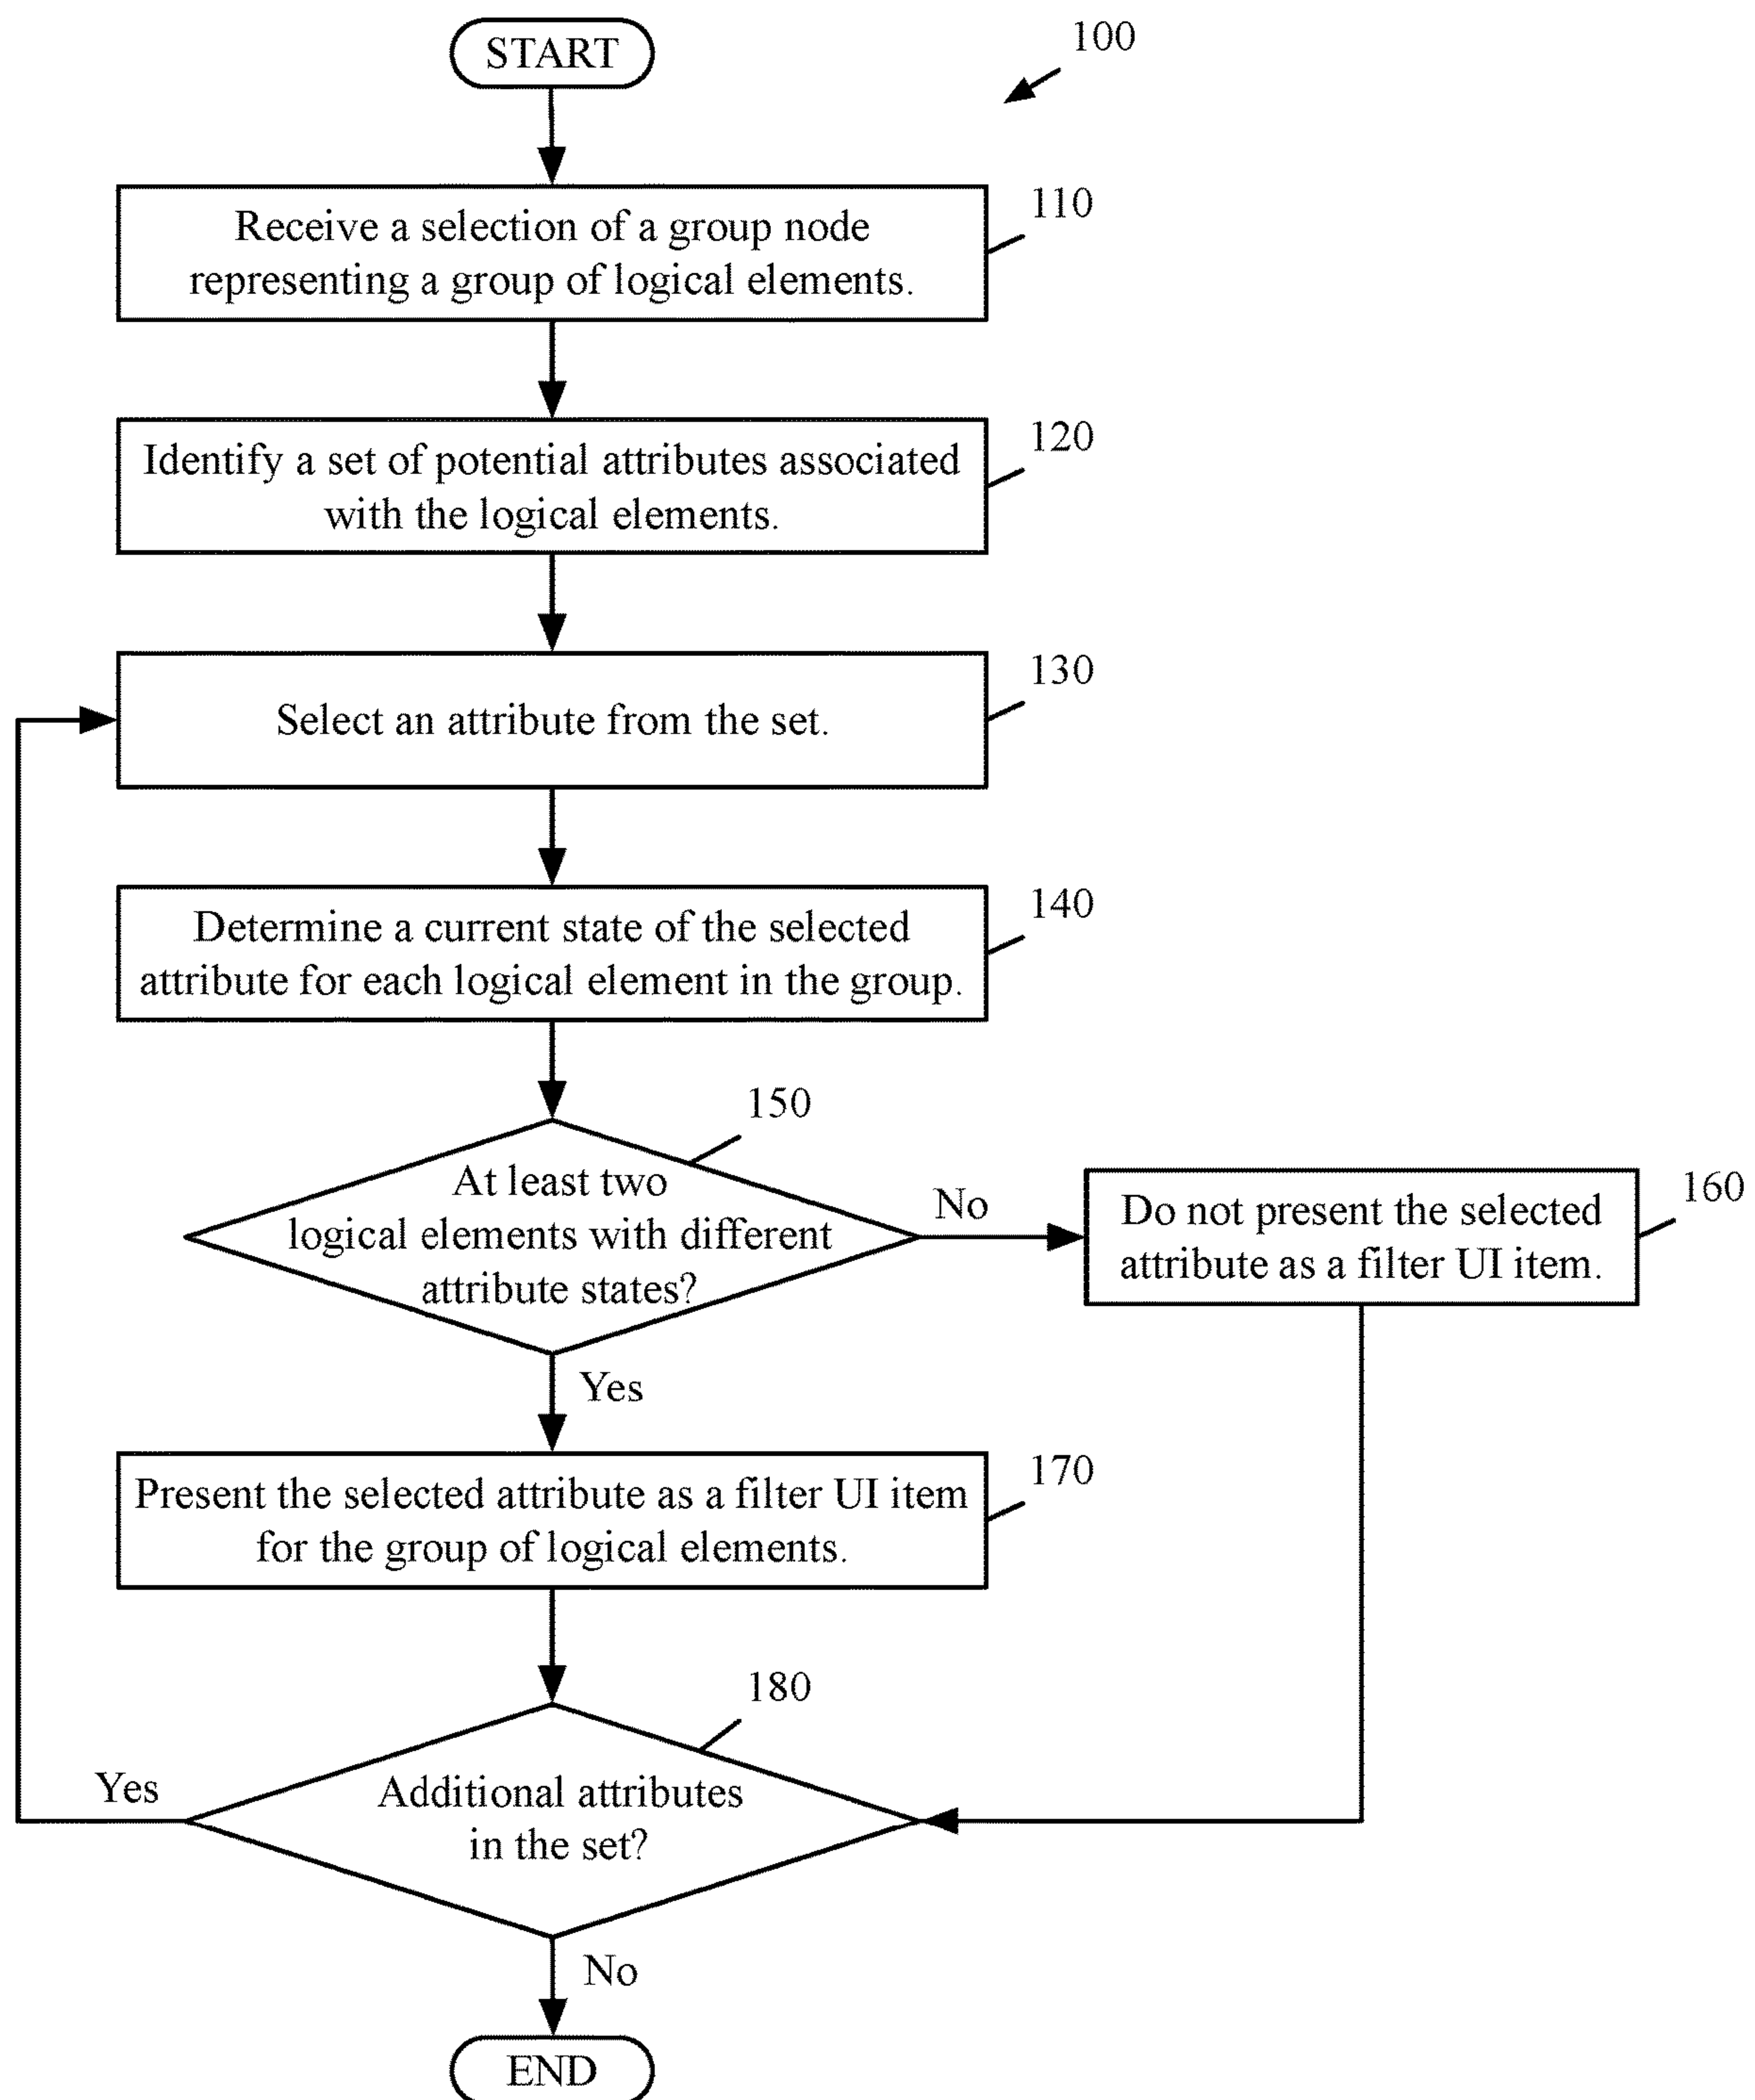 START
100
Receive a selection of a group node
representing a group of logical elements.
110
Identify a set of potential attributes associated
with the logical elements.
120
Select an attribute from the set.
130
Determine a current state of the selected
attribute for each logical element in the group.
140
At least two
logical elements with different
attribute states?
150
No
Do not present the selected
attribute as a filter UI item.
160
Yes
Present the selected attribute as a filter UI item
for the group of logical elements.
170
Additional attributes
in the set?
180
Yes
No
END